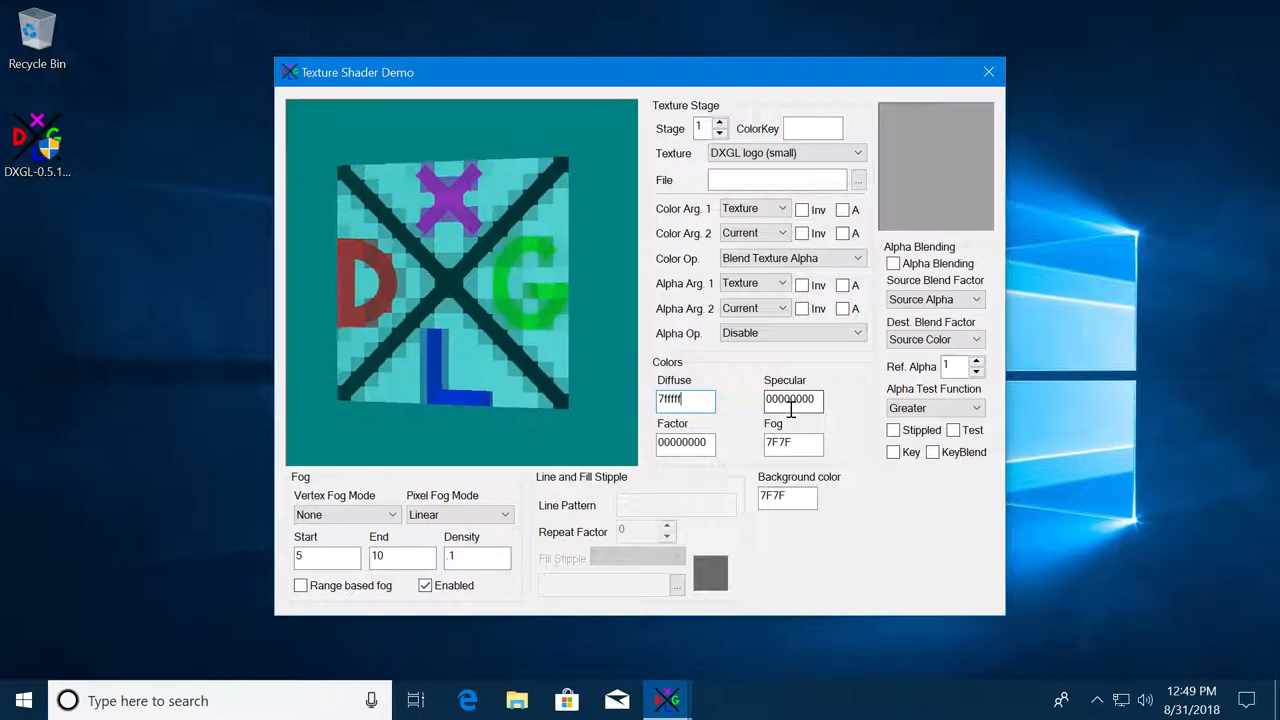 Recycle Bin
DXGL-0.5.1...
Texture Shader Demo
X
D G
L
Texture Stage
Stage 1 ColorKey
Texture DXGL logo (small)
File ...
Color Arg. 1 Texture Inv A
Color Arg. 2 Current Inv A
Color Op. Blend Texture Alpha
Alpha Arg. 1 Texture Inv A
Alpha Arg. 2 Current Inv A
Alpha Op. Disable
Colors
Diffuse Specular
7fffff 00000000
Factor Fog
00000000 7F7F
Alpha Blending
Alpha Blending
Source Blend Factor
Source Alpha
Dest. Blend Factor
Source Color
Ref. Alpha 1
Alpha Test Function
Greater
Stippled Test
Key KeyBlend
Fog
Vertex Fog Mode Pixel Fog Mode
None Linear
Start End Density
5 10 .1
Range based fog Enabled
Line and Fill Stipple
Line Pattern
Repeat Factor 0
Fill Stipple
...
Background color
7F7F
Type here to search
12:49 PM
8/31/2018